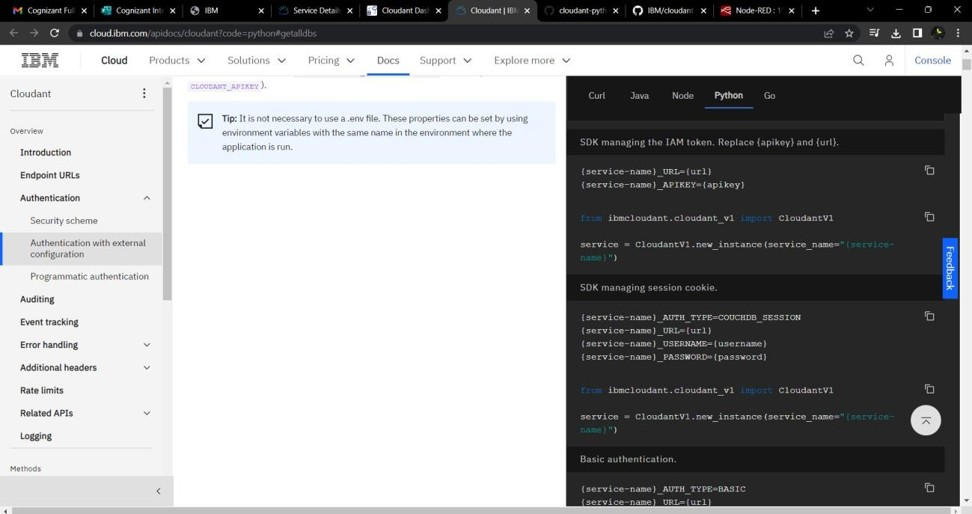 Cognizant Ful
Cognizant Inte
IBM
Service Detail
Cloudant Das
Cloudant | IBM
cloudant-pyth
IBM/cloudant
Node-RED : 1
cloud.ibm.com/apidocs/cloudant?code=python#getalldbs
IBM
Cloud
Products
Solutions
Pricing
Docs
Support
Explore more
Console
Cloudant
Overview
Introduction
Endpoint URLs
Authentication
Security scheme
Authentication with external
configuration
Programmatic authentication
Auditing
Event tracking
Error handling
Additional headers
Rate limits
Related APIs
Logging
Methods
CLOUDANT_APIKEY ).
Tip: It is not necessary to use a .env file. These properties can be set by using
environment variables with the same name in the environment where the
application is run.
Curl
Java
Node
Python
Go
SDK managing the IAM token. Replace {apikey} and {url}.
{service-name}_URL={url}
{service-name}_APIKEY={apikey}
from ibmcloudant.cloudant_v1 import CloudantV1
service = CloudantV1.new_instance(service_name="{service-
name}")
SDK managing session cookie.
{service-name}_AUTH_TYPE=COUCHDB_SESSION
{service-name}_URL={url}
{service-name}_USERNAME={username}
{service-name}_PASSWORD={password}
from ibmcloudant.cloudant_v1 import CloudantV1
service = CloudantV1.new_instance(service_name="{service-
name}")
Basic authentication.
{service-name}_AUTH_TYPE=BASIC
{service-name}_URL={url}
Feedback